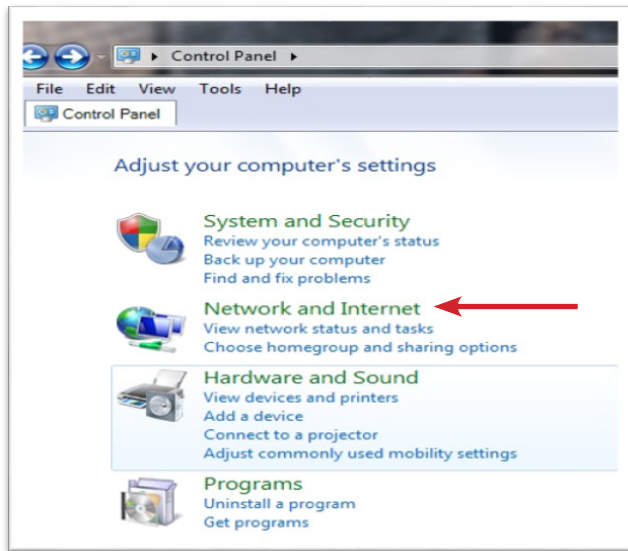 Control Panel
File Edit View Tools Help
Control Panel
Adjust your computer's settings
System and Security
Review your computer's status
Back up your computer
Find and fix problems
Network and Internet
View network status and tasks
Choose homegroup and sharing options
Hardware and Sound
View devices and printers
Add a device
Connect to a projector
Adjust commonly used mobility settings
Programs
Uninstall a program
Get programs